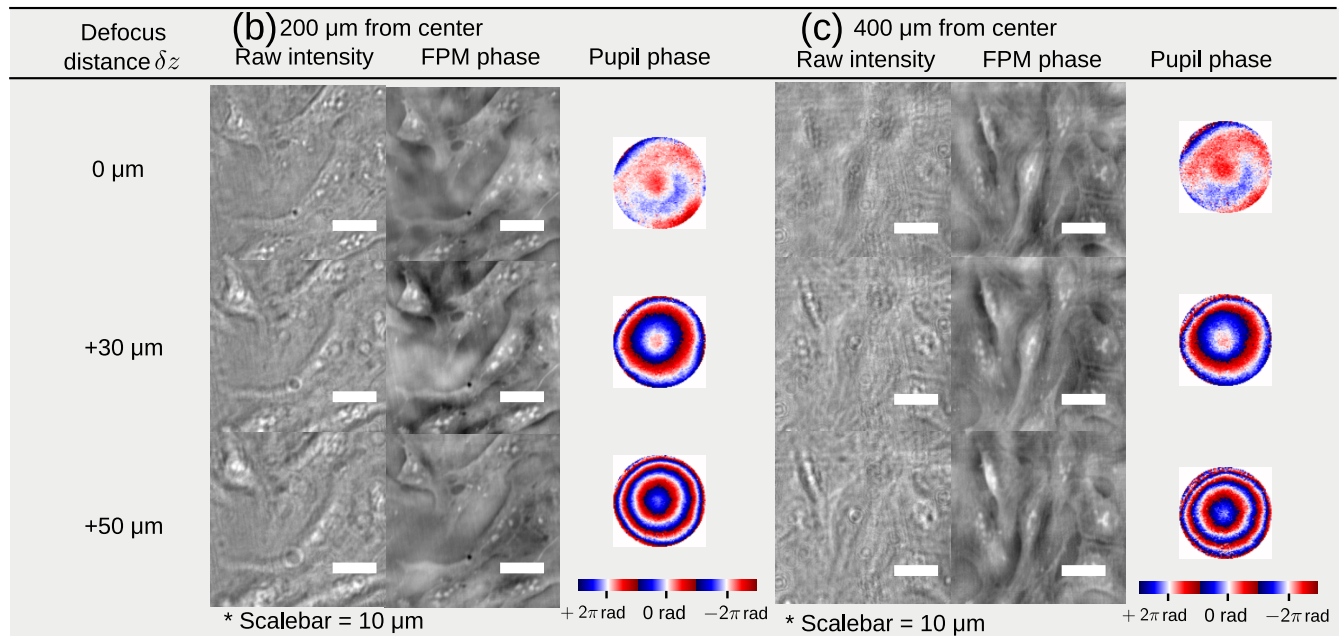 Defocus
distance δz
(b) 200 μm from center
Raw intensity FPM phase Pupil phase
(c) 400 μm from center
Raw intensity FPM phase Pupil phase
0 μm
+30 μm
+50 μm
+2π rad 0 rad −2π rad
* Scalebar = 10 μm
+2π rad 0 rad −2π rad
* Scalebar = 10 μm